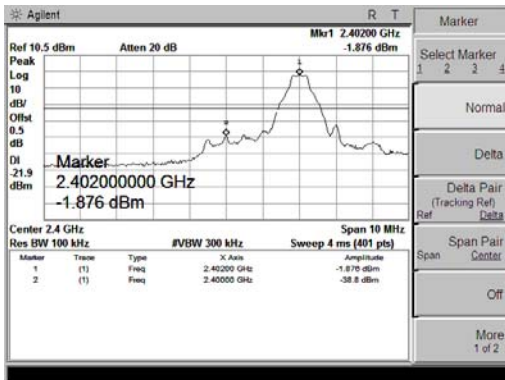 Agilent R T
Mkr1 2.40200 GHz
Ref 10.5 dBm Atten 20 dB -1.876 dBm
Peak
Log
10
dB/
Offst
0.5
dB
DI
-21.9
dBm
1
2
Marker
2.402000000 GHz
-1.876 dBm
Center 2.4 GHz Span 10 MHz
Res BW 100 kHz #VBW 300 kHz Sweep 4 ms (401 pts)
Marker Trace Type X Axis Amplitude
1 (1) Freq 2.40200 GHz -1.876 dBm
2 (1) Freq 2.40000 GHz -38.8 dBm
Marker
Select Marker
1 2 3 4
Normal
Delta
Delta Pair
(Tracking Ref)
Ref Delta
Span Pair
Span Center
Off
More
1 of 2